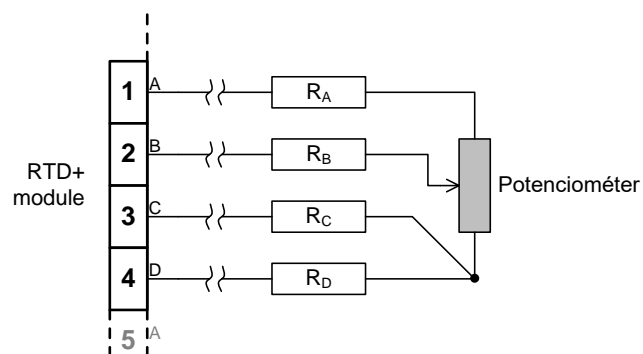 1 A R_A
2 B R_B
RTD+
module
Potenciométer
3 C R_C
4 D R_D
5 A